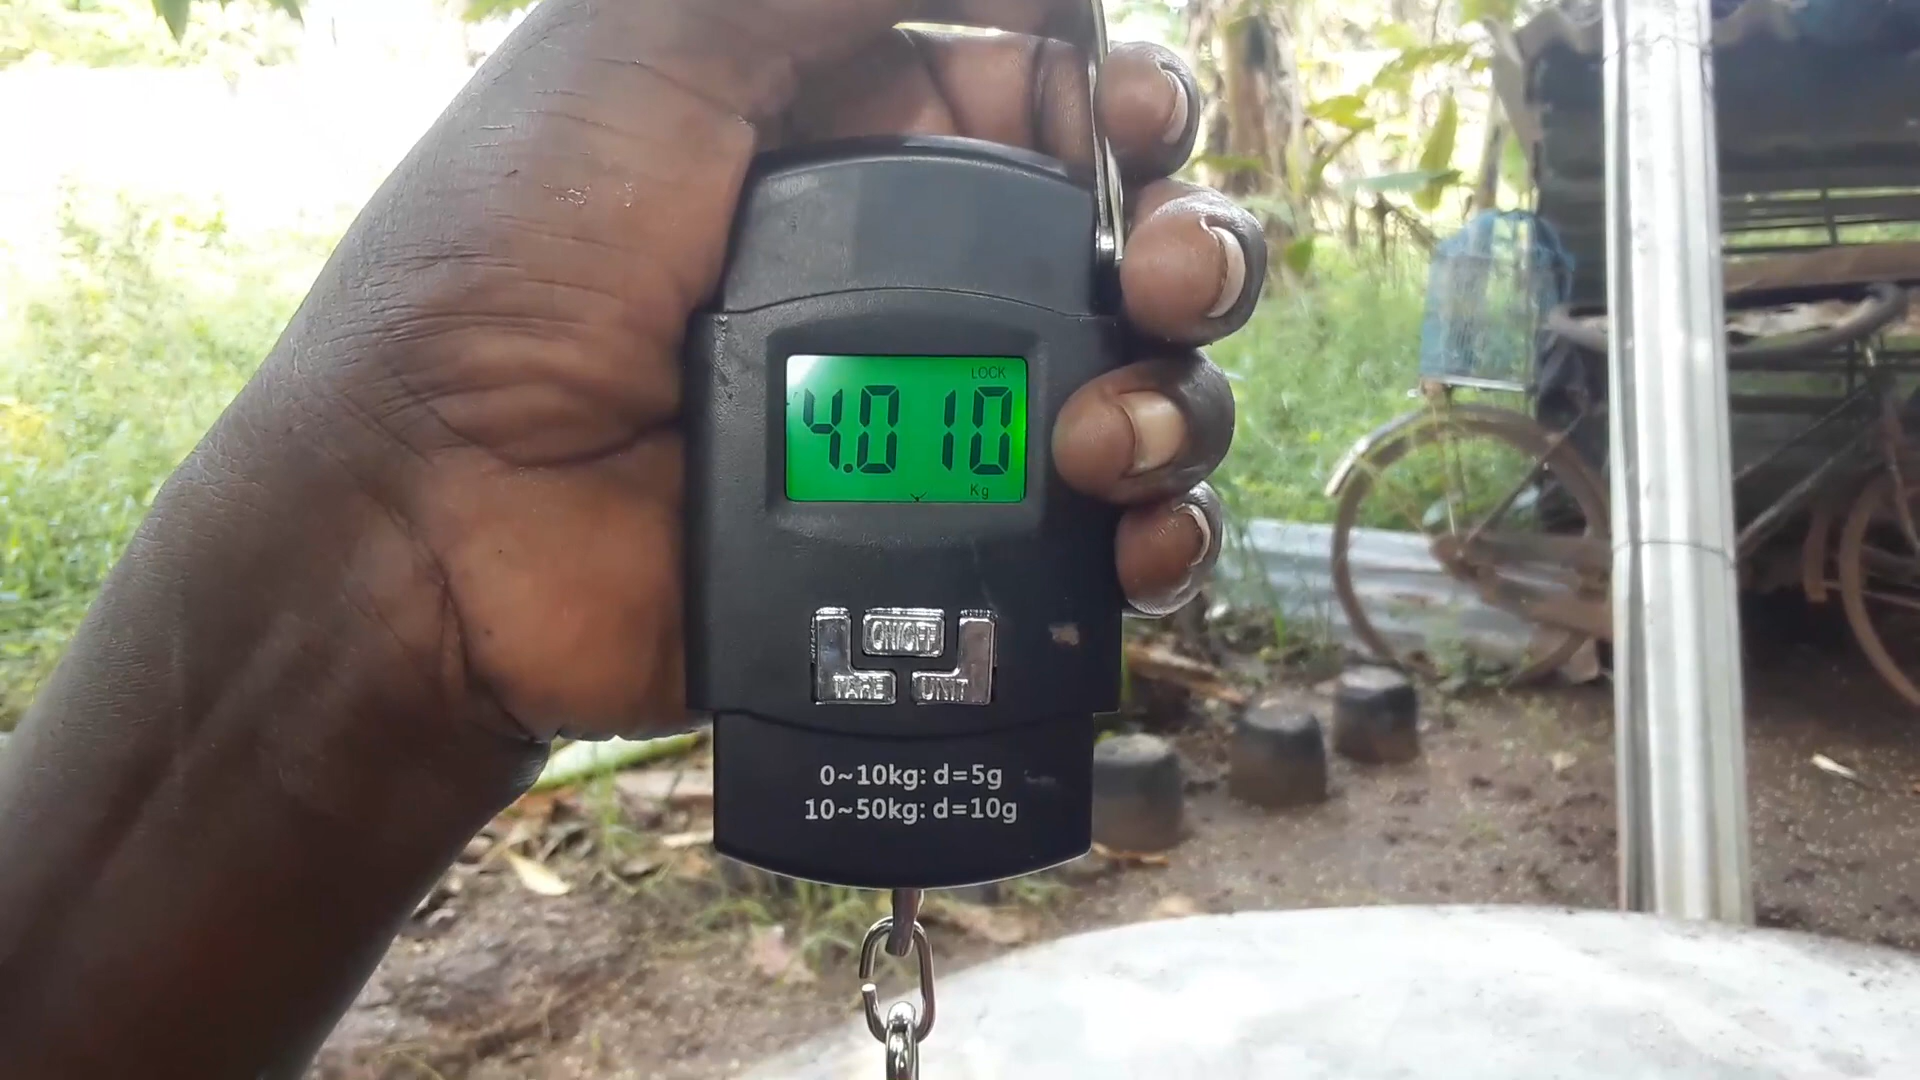 LOCK
4.010
Kg
ON/OFF
TARE UNIT
0~10kg: d=5g
10~50kg: d=10g